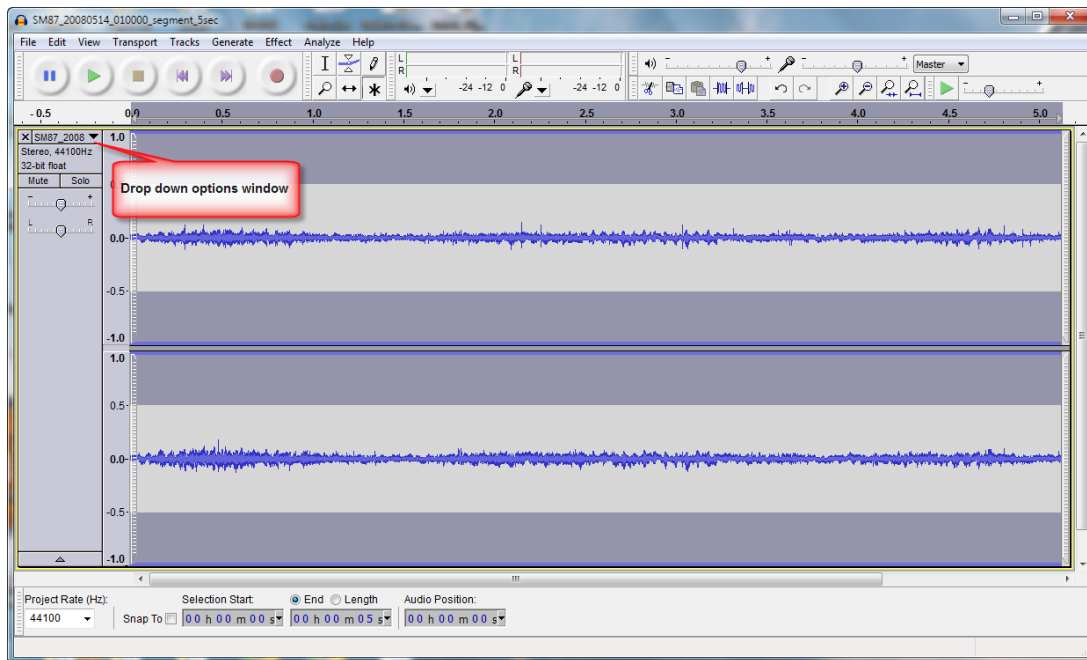 SM87_20080514_010000_segment_5sec
File Edit View Transport Tracks Generate Effect Analyze Help
L
R
L
R
-24 -12 0
-24 -12 0
Master
- 0.5 0.0 0.5 1.0 1.5 2.0 2.5 3.0 3.5 4.0 4.5 5.0
SM87_2008
Stereo, 44100Hz
32-bit float
Mute Solo
- +
L R
1.0
Drop down options window
0.0
-0.5
-1.0
1.0
0.5
0.0
-0.5
-1.0
Project Rate (Hz): Selection Start: End Length Audio Position:
44100 Snap To 00 h 00 m 00 s 00 h 00 m 05 s 00 h 00 m 00 s